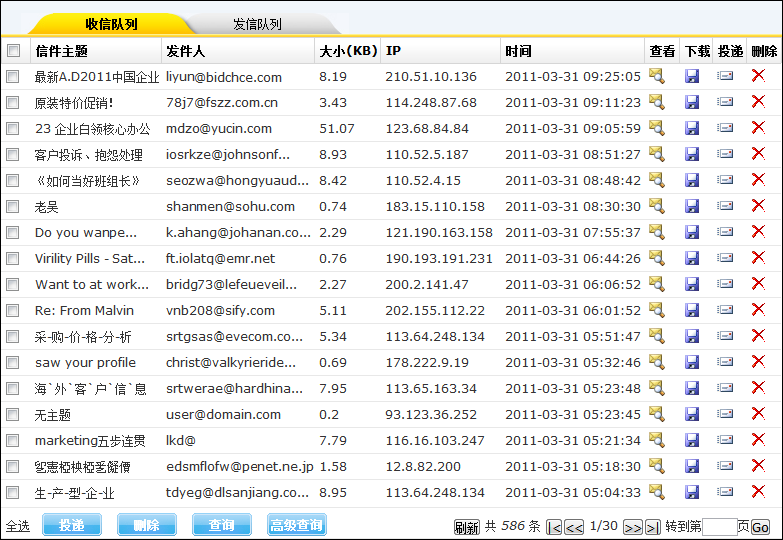 收信队列 发信队列
信件主题 发件人 大小(KB) IP 时间 查看 下载 投递 删除
最新A.D2011中国企业 liyun@bidchce.com 8.19 210.51.10.136 2011-03-31 09:25:05
原装特价促销! 78j7@fszz.com.cn 3.43 114.248.87.68 2011-03-31 09:11:23
23 企业白领核心办公 mdzo@yucin.com 51.07 123.68.84.84 2011-03-31 09:05:59
客户投诉、抱怨处理 iosrkze@johnsonf... 8.93 110.52.5.187 2011-03-31 08:51:27
《如何当好班组长》 seozwa@hongyuaud... 8.42 110.52.4.15 2011-03-31 08:48:42
老吴 shanmen@sohu.com 0.74 183.15.110.158 2011-03-31 08:30:30
Do you wanpe... k.ahang@johanan.co... 2.29 121.190.163.158 2011-03-31 07:55:37
Virility Pills - Sat... ft.iolatq@emr.net 0.76 190.193.191.231 2011-03-31 06:44:26
Want to at work... bridg73@lefeueveil... 2.27 200.2.141.47 2011-03-31 06:06:52
Re: From Malvin vnb208@sify.com 5.11 202.155.112.22 2011-03-31 06:01:52
采-购-价-格-分-析 srtgsas@evecom.co... 5.34 113.64.248.134 2011-03-31 05:51:47
saw your profile christ@valkyrieride... 0.69 178.222.9.19 2011-03-31 05:32:46
海`外`客`户`信`息 srtwerae@hardhina... 7.95 113.65.163.34 2011-03-31 05:23:48
无主题 user@domain.com 0.2 93.123.36.252 2011-03-31 05:23:45
marketing五步连贯 lkd@ 7.79 116.16.103.247 2011-03-31 05:21:34
edsmflofw@penet.ne.jp 1.58 12.8.82.200 2011-03-31 05:18:30
生-产-型-企-业 tdyeg@dlsanjiang.co... 8.95 113.64.248.134 2011-03-31 05:04:33
全选 投递 删除 查询 高级查询 刷新 共 586 条 |< << 1/30 >> >| 转到第 页 Go